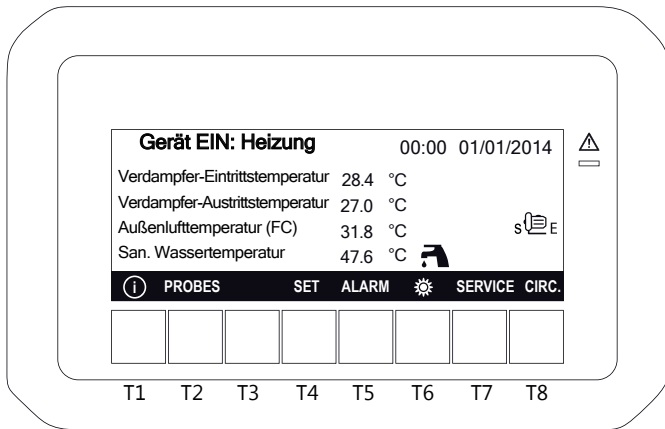 Gerät EIN: Heizung 00:00 01/01/2014
Verdampfer-Eintrittstemperatur 28.4 °C
Verdampfer-Austrittstemperatur 27.0 °C
Außenlufttemperatur (FC) 31.8 °C
S E
San. Wassertemperatur 47.6 °C
i PROBES SET ALARM SERVICE CIRC.
T1 T2 T3 T4 T5 T6 T7 T8